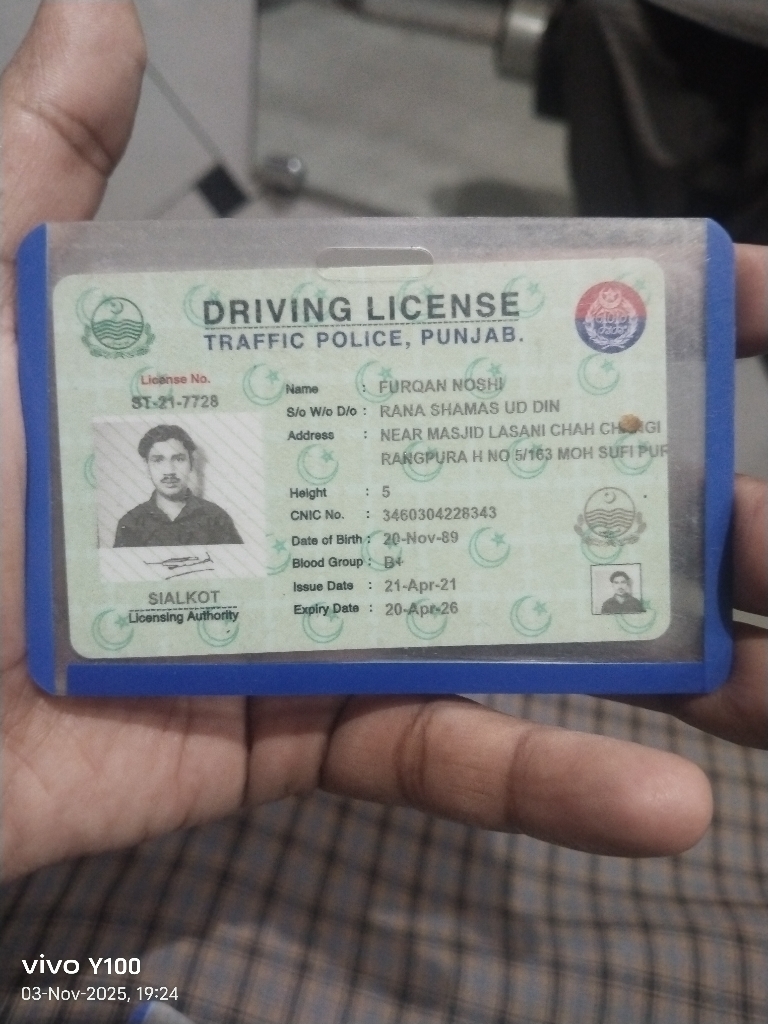 DRIVING LICENSE
TRAFFIC POLICE, PUNJAB.
License No.
ST-21-7728
Name : FURQAN NOSHI
S/o W/o D/o : RANA SHAMAS UD DIN
Address : NEAR MASJID LASANI CHAH
RANGPURA H NO 5/163 MOH SUFI PUR
Height : 5
CNIC No. : 3460304228343
Date of Birth : 20-Nov-89
Blood Group : B+
Issue Date : 21-Apr-21
Expiry Date : 20-Apr-26
SIALKOT
Licensing Authority
vivo Y100
03-Nov-2025, 19:24